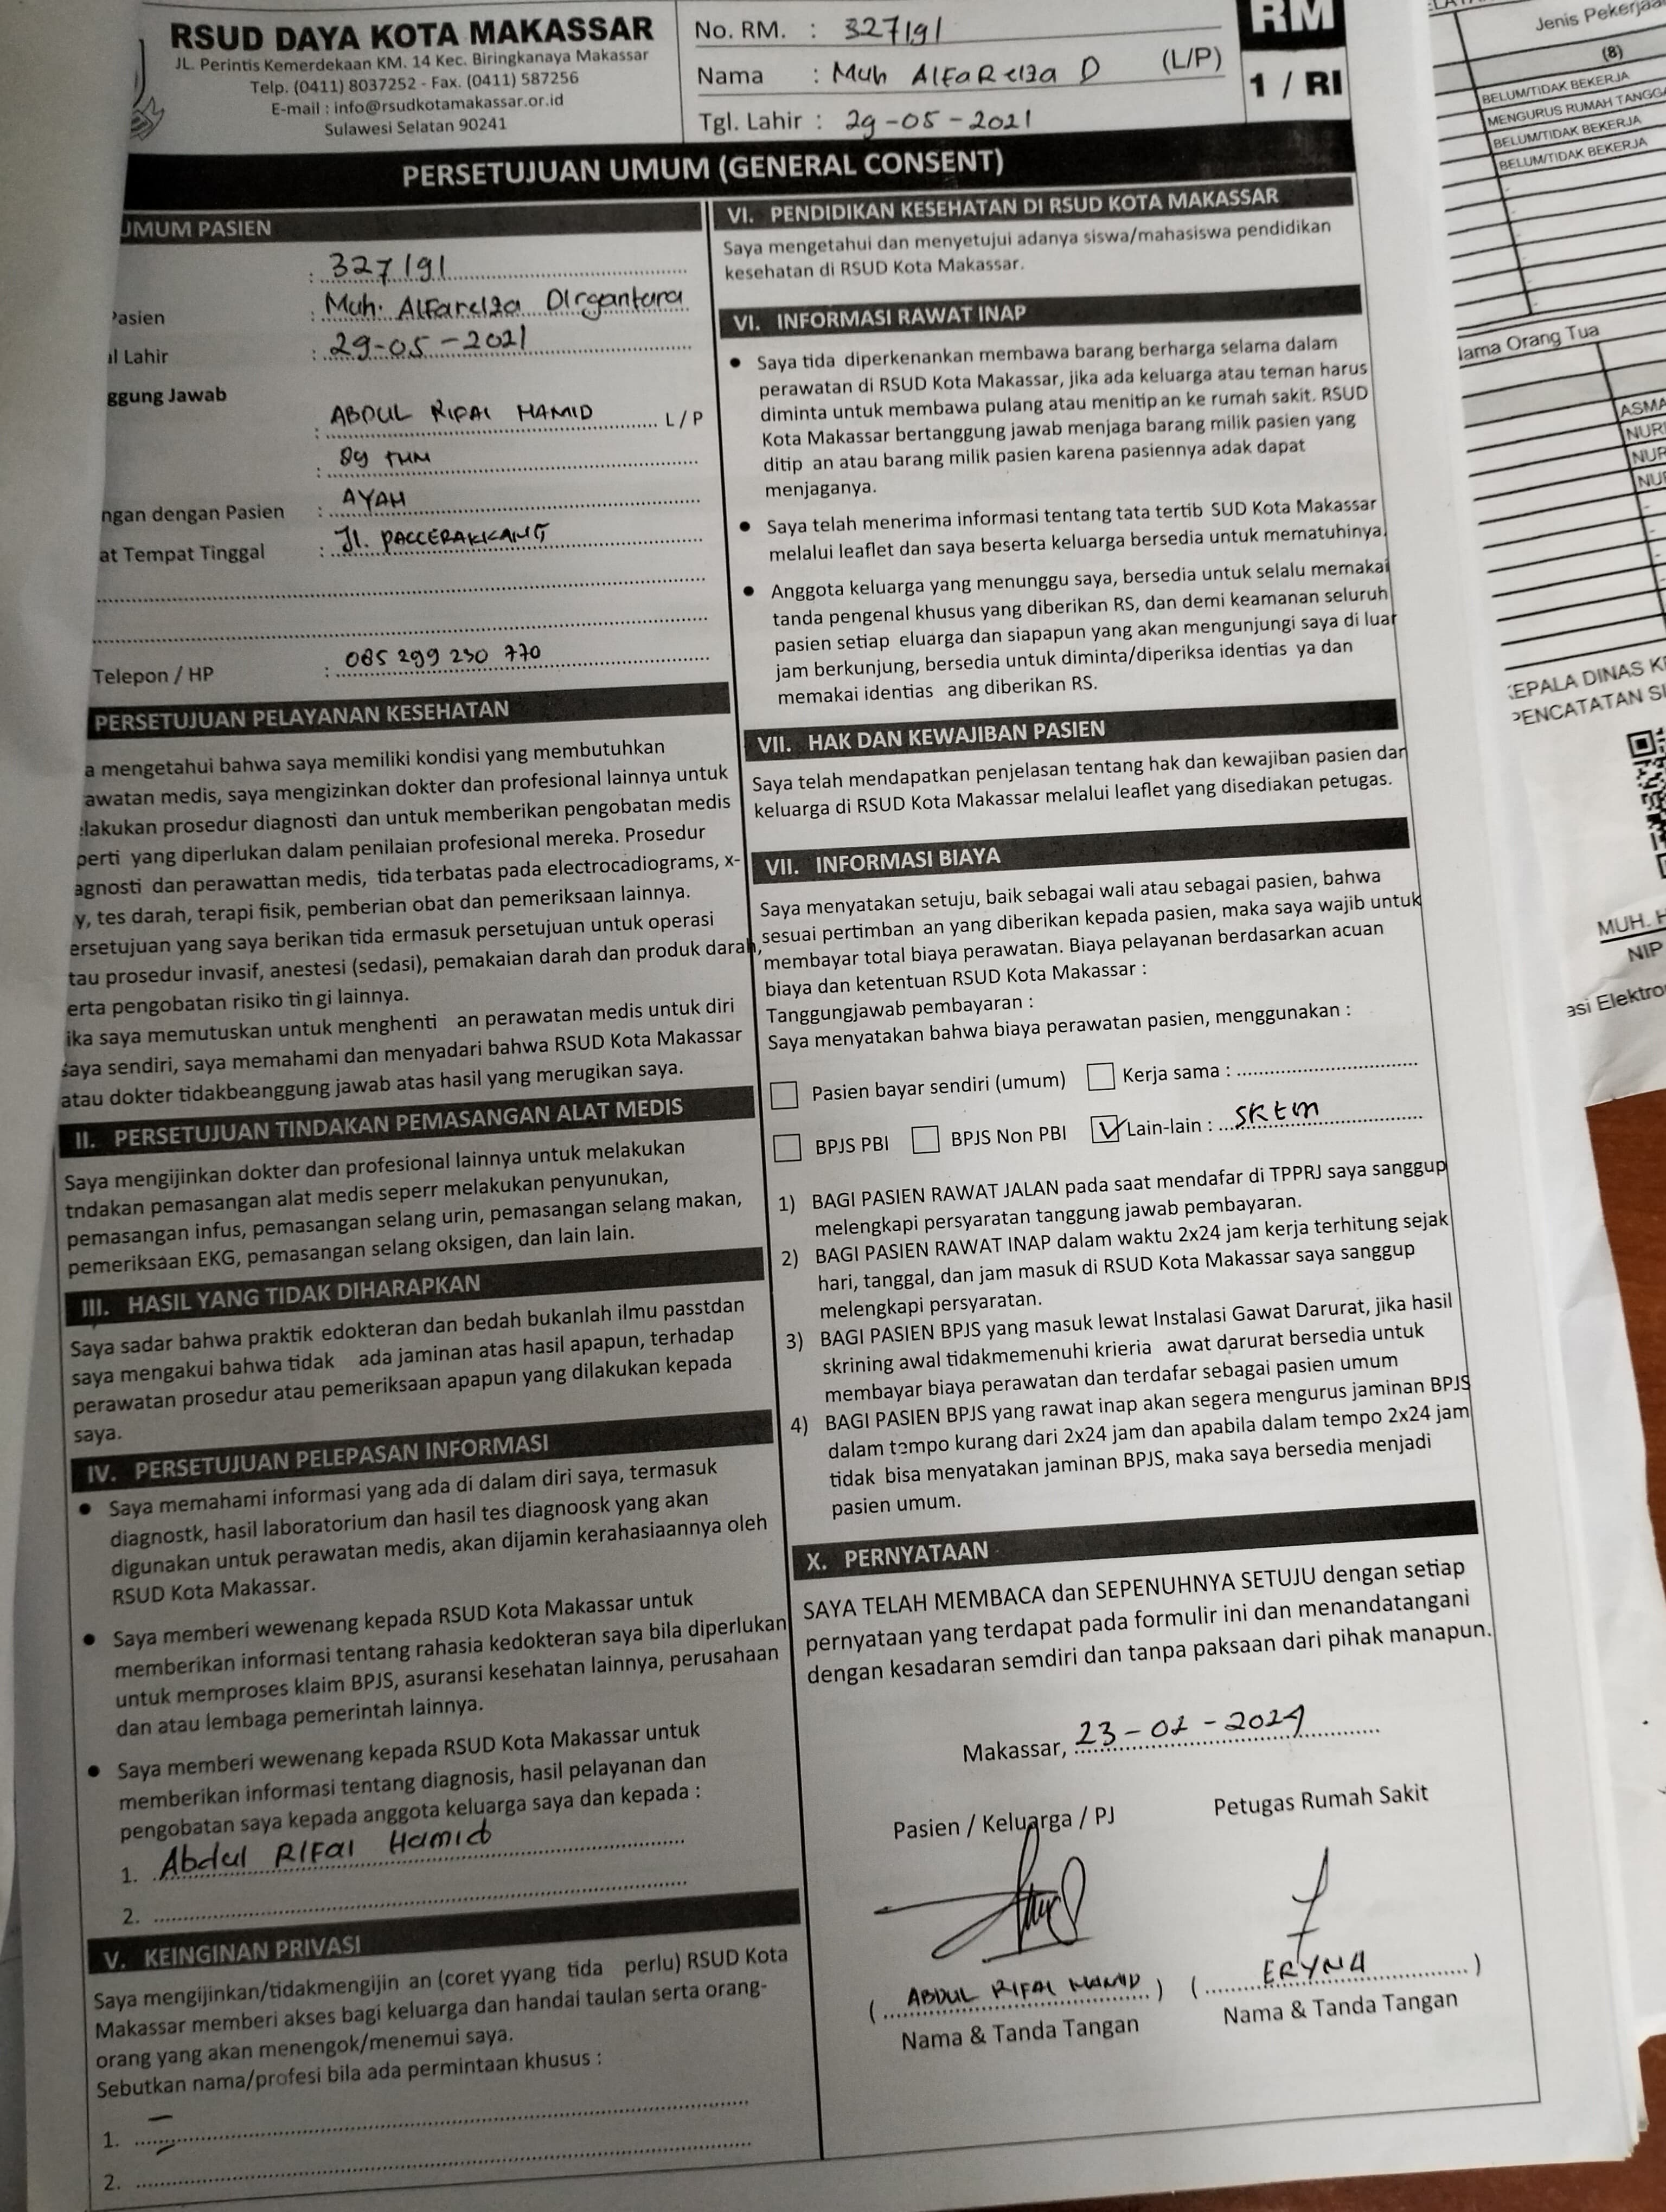 RSUD DAYA KOTA MAKASSAR
JL. Perintis Kemerdekaan KM. 14 Kec. Biringkanaya Makassar
Telp. (0411) 8037252 - Fax. (0411) 587256
E-mail : info@rsudkotamakassar.or.id
Sulawesi Selatan 90241
No. RM. : 327191
Nama : Muh AlFaRelza D (L/P)
Tgl. Lahir : 29-05-2021
RM
1 / RI
PERSETUJUAN UMUM (GENERAL CONSENT)
UMUM PASIEN
: 327191
Pasien : Muh. Alfarelza Dirgantara
al Lahir : 29-05-2021
ggung Jawab
: ABDUL RIFAI HAMID L / P
: THN
ngan dengan Pasien : AYAH
at Tempat Tinggal : Jl. PACCERAKKANG
Telepon / HP : 085 299 230 770
PERSETUJUAN PELAYANAN KESEHATAN
a mengetahui bahwa saya memiliki kondisi yang membutuhkan
awatan medis, saya mengizinkan dokter dan profesional lainnya untuk
elakukan prosedur diagnosti dan untuk memberikan pengobatan medis
perti yang diperlukan dalam penilaian profesional mereka. Prosedur
agnosti dan perawattan medis, tida terbatas pada electrocadiograms, x-
y, tes darah, terapi fisik, pemberian obat dan pemeriksaan lainnya.
ersetujuan yang saya berikan tida ermasuk persetujuan untuk operasi
tau prosedur invasif, anestesi (sedasi), pemakaian darah dan produk darah,
erta pengobatan risiko tin gi lainnya.
ika saya memutuskan untuk menghenti an perawatan medis untuk diri
saya sendiri, saya memahami dan menyadari bahwa RSUD Kota Makassar
atau dokter tidakbeanggung jawab atas hasil yang merugikan saya.
II. PERSETUJUAN TINDAKAN PEMASANGAN ALAT MEDIS
Saya mengijinkan dokter dan profesional lainnya untuk melakukan
tndakan pemasangan alat medis seperr melakukan penyunukan,
pemasangan infus, pemasangan selang urin, pemasangan selang makan,
pemeriksaan EKG, pemasangan selang oksigen, dan lain lain.
III. HASIL YANG TIDAK DIHARAPKAN
Saya sadar bahwa praktik edokteran dan bedah bukanlah ilmu passtdan
saya mengakui bahwa tidak ada jaminan atas hasil apapun, terhadap
perawatan prosedur atau pemeriksaan apapun yang dilakukan kepada
saya.
IV. PERSETUJUAN PELEPASAN INFORMASI
• Saya memahami informasi yang ada di dalam diri saya, termasuk
diagnostk, hasil laboratorium dan hasil tes diagnoosk yang akan
digunakan untuk perawatan medis, akan dijamin kerahasiaannya oleh
RSUD Kota Makassar.
• Saya memberi wewenang kepada RSUD Kota Makassar untuk
memberikan informasi tentang rahasia kedokteran saya bila diperlukan
untuk memproses klaim BPJS, asuransi kesehatan lainnya, perusahaan
dan atau lembaga pemerintah lainnya.
• Saya memberi wewenang kepada RSUD Kota Makassar untuk
memberikan informasi tentang diagnosis, hasil pelayanan dan
pengobatan saya kepada anggota keluarga saya dan kepada :
1. Abdul RIFaI Hamid
2.
V. KEINGINAN PRIVASI
Saya mengijinkan/tidakmengijin an (coret yyang tida perlu) RSUD Kota
Makassar memberi akses bagi keluarga dan handai taulan serta orang-
orang yang akan menengok/menemui saya.
Sebutkan nama/profesi bila ada permintaan khusus :
1.
2.
VI. PENDIDIKAN KESEHATAN DI RSUD KOTA MAKASSAR
Saya mengetahui dan menyetujui adanya siswa/mahasiswa pendidikan
kesehatan di RSUD Kota Makassar.
VI. INFORMASI RAWAT INAP
• Saya tida diperkenankan membawa barang berharga selama dalam
perawatan di RSUD Kota Makassar, jika ada keluarga atau teman harus
diminta untuk membawa pulang atau menitip an ke rumah sakit. RSUD
Kota Makassar bertanggung jawab menjaga barang milik pasien yang
ditip an atau barang milik pasien karena pasiennya adak dapat
menjaganya.
• Saya telah menerima informasi tentang tata tertib SUD Kota Makassar
melalui leaflet dan saya beserta keluarga bersedia untuk mematuhinya.
• Anggota keluarga yang menunggu saya, bersedia untuk selalu memakai
tanda pengenal khusus yang diberikan RS, dan demi keamanan seluruh
pasien setiap eluarga dan siapapun yang akan mengunjungi saya di luar
jam berkunjung, bersedia untuk diminta/diperiksa identias ya dan
memakai identias ang diberikan RS.
VII. HAK DAN KEWAJIBAN PASIEN
Saya telah mendapatkan penjelasan tentang hak dan kewajiban pasien dan
keluarga di RSUD Kota Makassar melalui leaflet yang disediakan petugas.
VII. INFORMASI BIAYA
Saya menyatakan setuju, baik sebagai wali atau sebagai pasien, bahwa
sesuai pertimban an yang diberikan kepada pasien, maka saya wajib untuk
membayar total biaya perawatan. Biaya pelayanan berdasarkan acuan
biaya dan ketentuan RSUD Kota Makassar :
Tanggungjawab pembayaran :
Saya menyatakan bahwa biaya perawatan pasien, menggunakan :
Pasien bayar sendiri (umum) Kerja sama :
BPJS PBI BPJS Non PBI Lain-lain : SKtm
1) BAGI PASIEN RAWAT JALAN pada saat mendafar di TPPRJ saya sanggup
melengkapi persyaratan tanggung jawab pembayaran.
2) BAGI PASIEN RAWAT INAP dalam waktu 2x24 jam kerja terhitung sejak
hari, tanggal, dan jam masuk di RSUD Kota Makassar saya sanggup
melengkapi persyaratan.
3) BAGI PASIEN BPJS yang masuk lewat Instalasi Gawat Darurat, jika hasil
skrining awal tidakmemenuhi krieria awat darurat bersedia untuk
membayar biaya perawatan dan terdafar sebagai pasien umum
4) BAGI PASIEN BPJS yang rawat inap akan segera mengurus jaminan BPJS
dalam tempo kurang dari 2x24 jam dan apabila dalam tempo 2x24 jam
tidak bisa menyatakan jaminan BPJS, maka saya bersedia menjadi
pasien umum.
X. PERNYATAAN
SAYA TELAH MEMBACA dan SEPENUHNYA SETUJU dengan setiap
pernyataan yang terdapat pada formulir ini dan menandatangani
dengan kesadaran semdiri dan tanpa paksaan dari pihak manapun.
Makassar, 23-02-2024
Pasien / Keluarga / PJ Petugas Rumah Sakit
( ABDUL RIFAI HAMID ) ( ERYNA )
Nama & Tanda Tangan Nama & Tanda Tangan
Jenis Pekerjaa
(8)
BELUM/TIDAK BEKERJA
MENGURUS RUMAH TANGGA
BELUM/TIDAK BEKERJA
BELUM/TIDAK BEKERJA
Nama Orang Tua
ASMA
NUR
NUR
NU
KEPALA DINAS K
PENCATATAN SI
MUH. H
NIP
asi Elektro